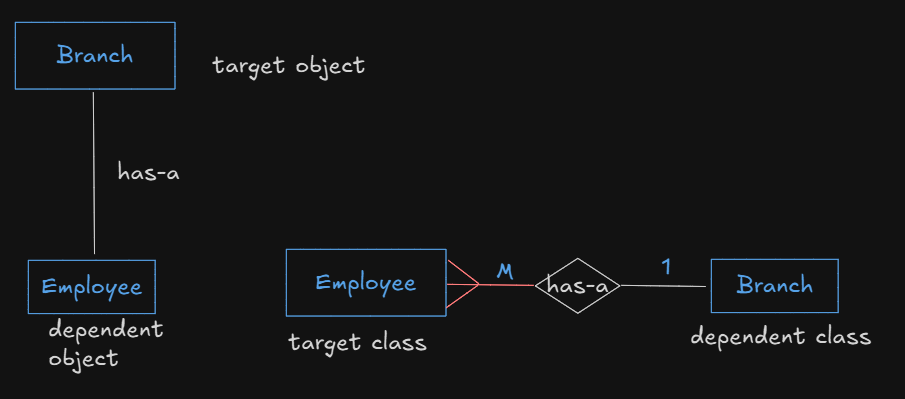 Branch
target object
has-a
Employee
dependent
object
Employee
M
has-a
1
Branch
target class
dependent class